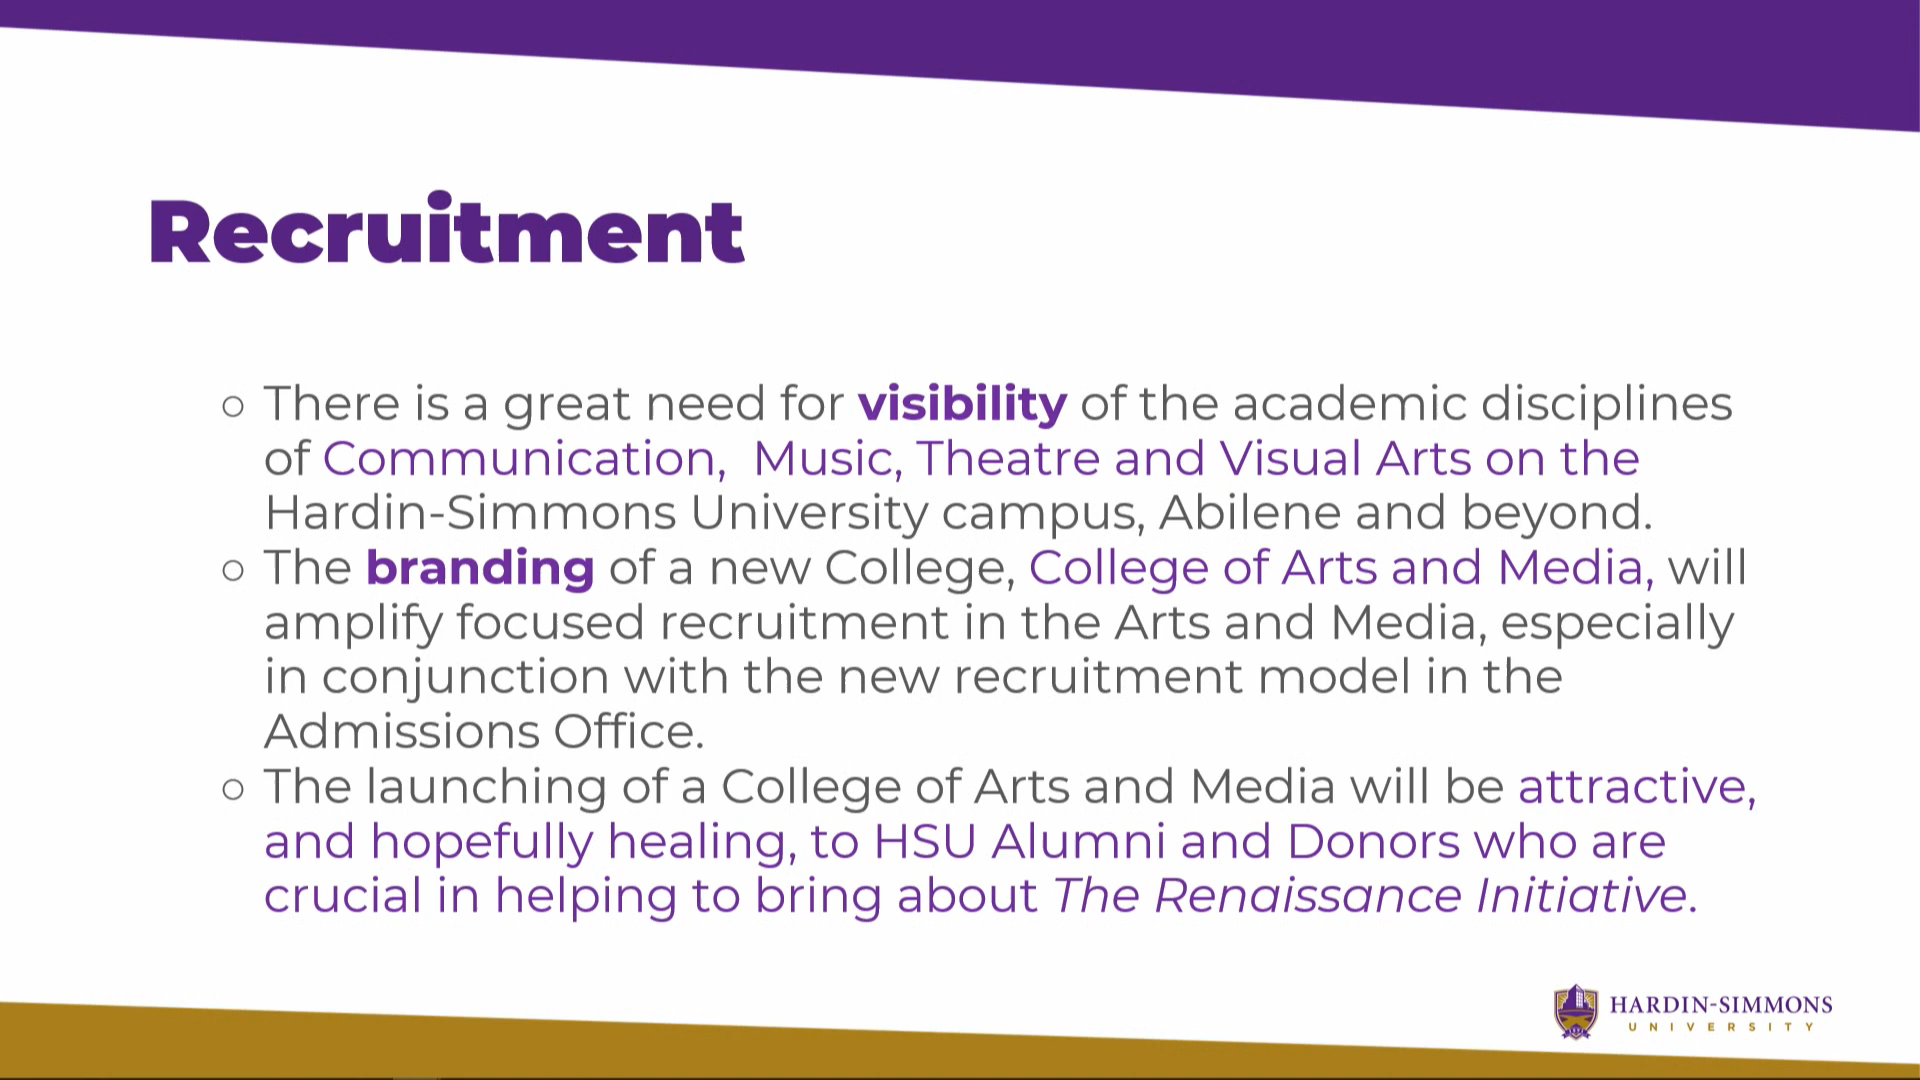 Recruitment
○ There is a great need for visibility of the academic disciplines
of Communication,  Music, Theatre and Visual Arts on the
Hardin-Simmons University campus, Abilene and beyond.
○ The branding of a new College, College of Arts and Media, will
amplify focused recruitment in the Arts and Media, especially
in conjunction with the new recruitment model in the
Admissions Office.
○ The launching of a College of Arts and Media will be attractive,
and hopefully healing, to HSU Alumni and Donors who are
crucial in helping to bring about The Renaissance Initiative.
HARDIN-SIMMONS
UNIVERSITY